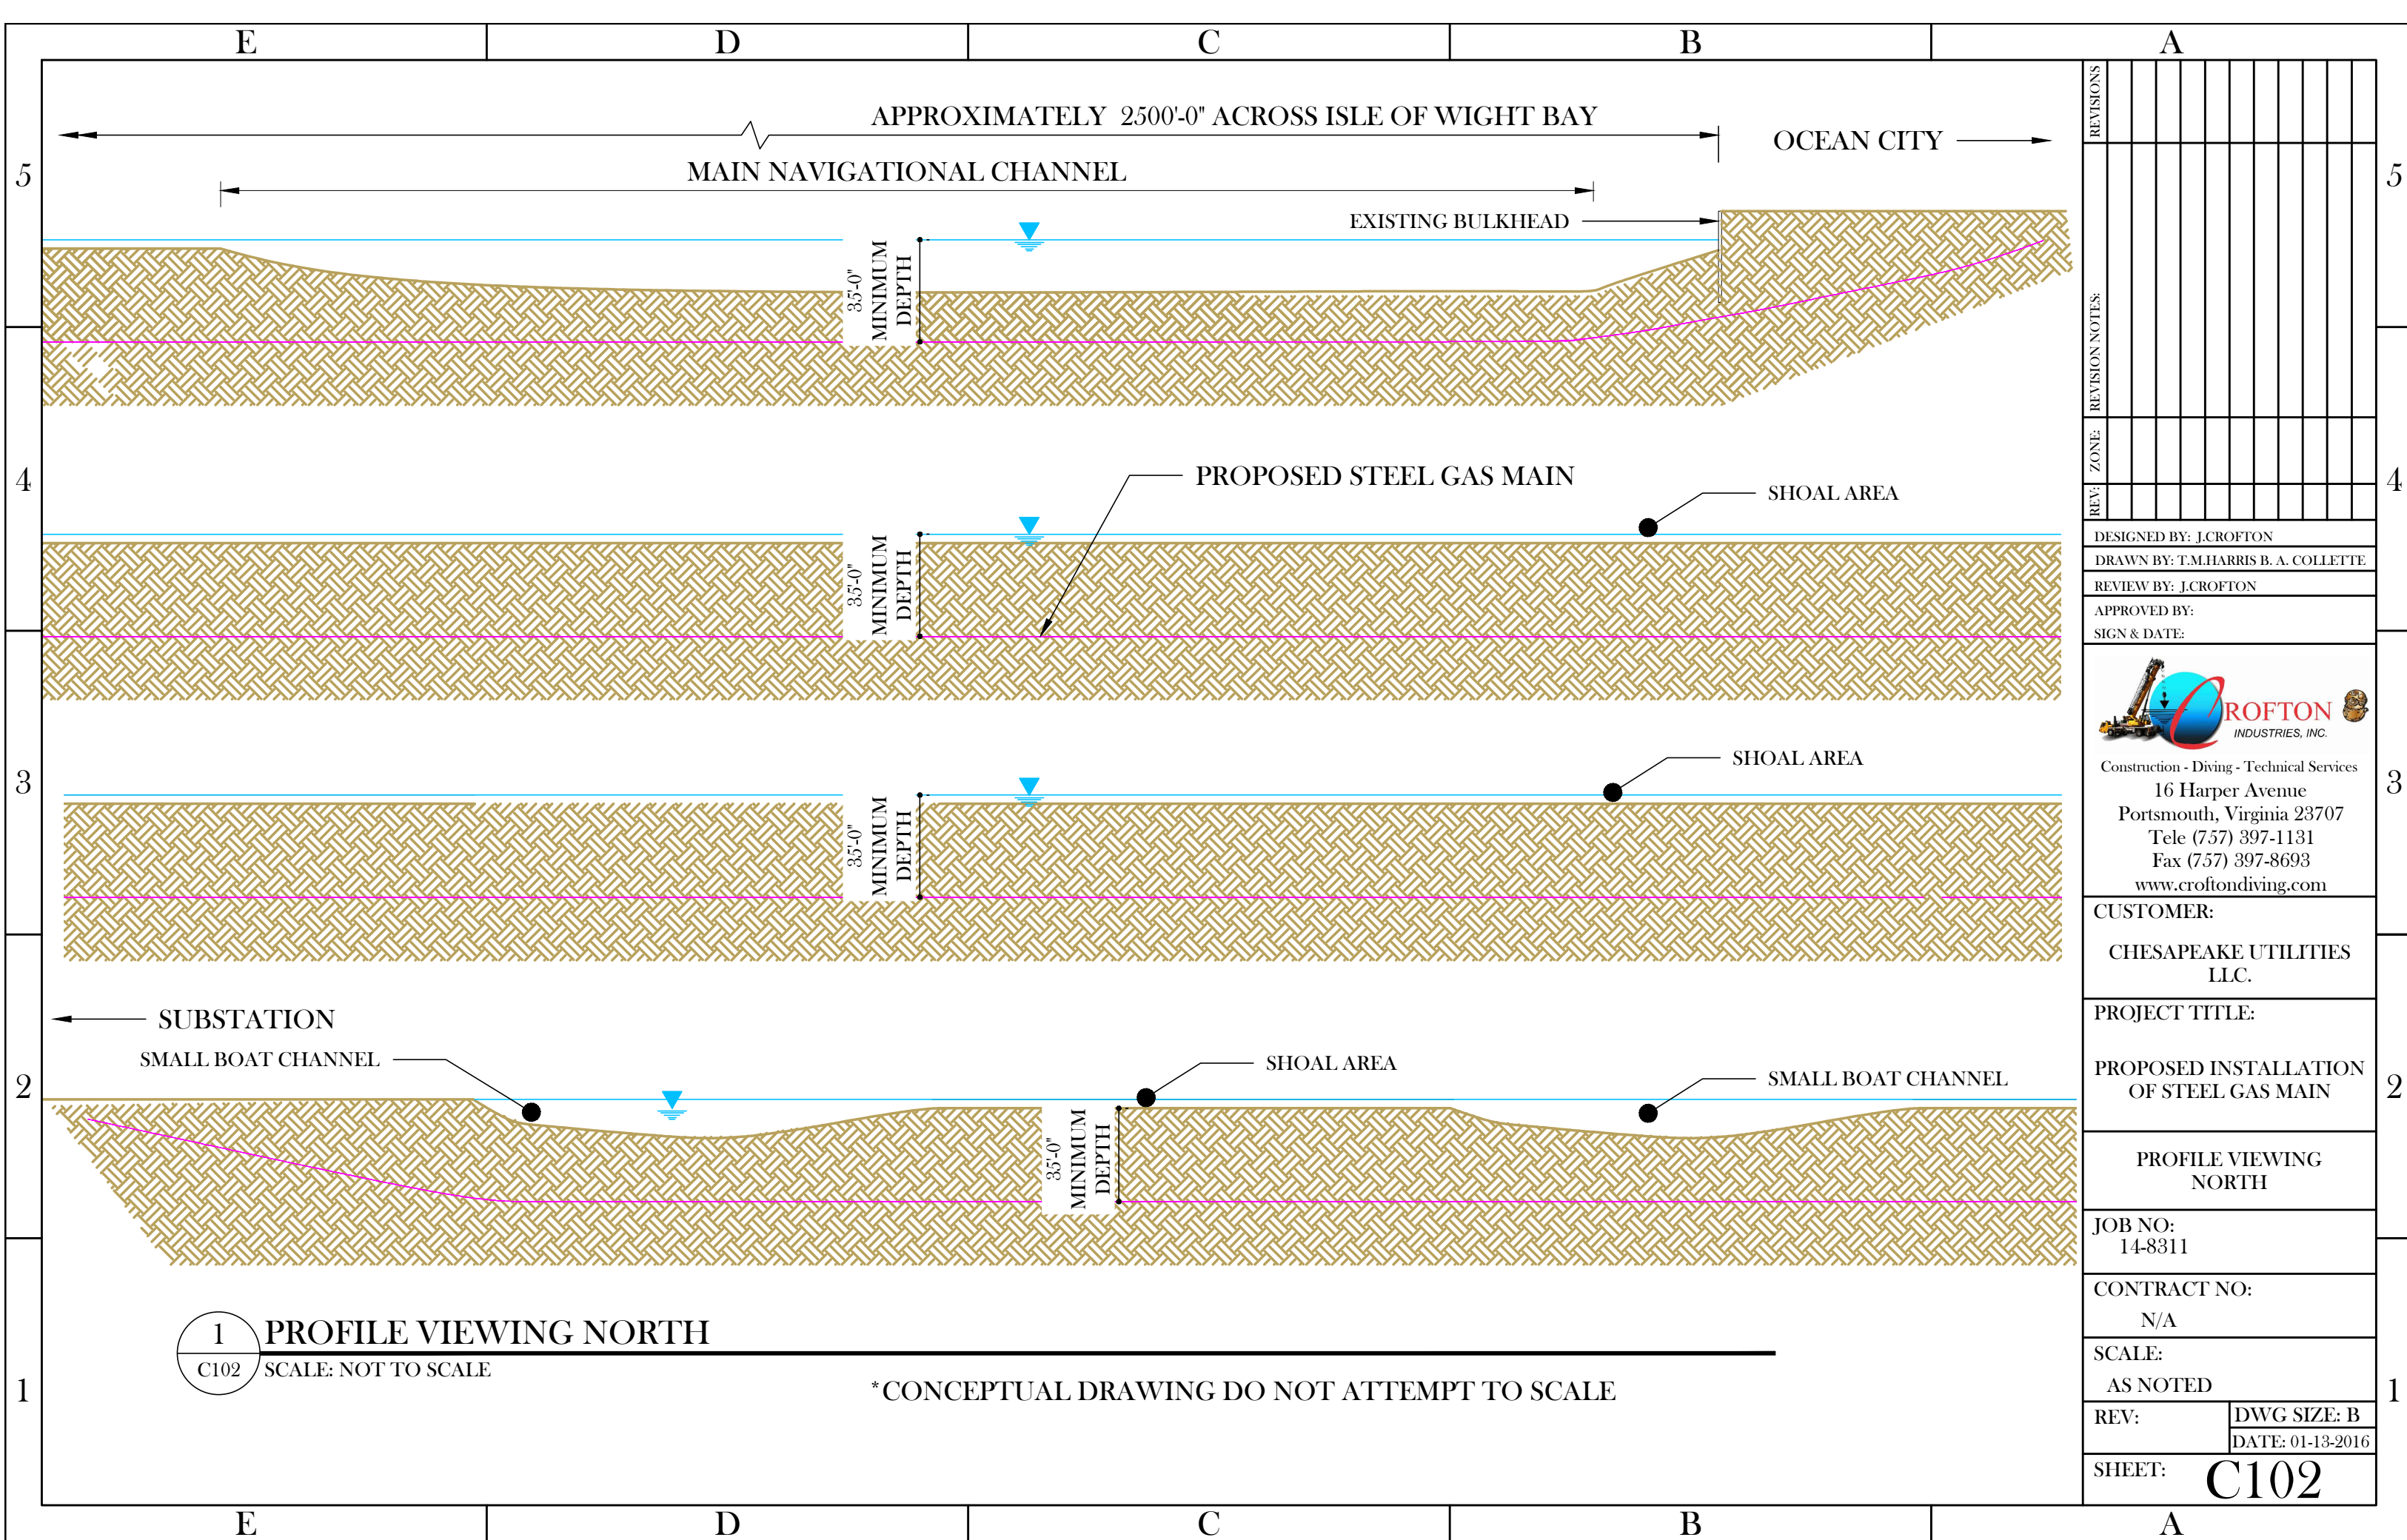 E D C B A
APPROXIMATELY 2500'-0" ACROSS ISLE OF WIGHT BAY
OCEAN CITY
MAIN NAVIGATIONAL CHANNEL
5
5
EXISTING BULKHEAD
35'-0"
MINIMUM
DEPTH
PROPOSED STEEL GAS MAIN
SHOAL AREA
4
4
35'-0"
MINIMUM
DEPTH
SHOAL AREA
3
3
35'-0"
MINIMUM
DEPTH
SUBSTATION
SMALL BOAT CHANNEL
SHOAL AREA
SMALL BOAT CHANNEL
2
2
35'-0"
MINIMUM
DEPTH
1
C102
PROFILE VIEWING NORTH
SCALE: NOT TO SCALE
*CONCEPTUAL DRAWING DO NOT ATTEMPT TO SCALE
1
1
E D C B A
REVISIONS
REVISION NOTES:
ZONE:
REV:
DESIGNED BY: J.CROFTON
DRAWN BY: T.M.HARRIS B. A. COLLETTE
REVIEW BY: J.CROFTON
APPROVED BY:
SIGN & DATE:
CROFTON
INDUSTRIES, INC.
Construction - Diving - Technical Services
16 Harper Avenue
Portsmouth, Virginia 23707
Tele (757) 397-1131
Fax (757) 397-8693
www.croftondiving.com
CUSTOMER:
CHESAPEAKE UTILITIES
LLC.
PROJECT TITLE:
PROPOSED INSTALLATION
OF STEEL GAS MAIN
PROFILE VIEWING
NORTH
JOB NO:
14-8311
CONTRACT NO:
N/A
SCALE:
AS NOTED
REV:
DWG SIZE: B
DATE: 01-13-2016
SHEET: C102